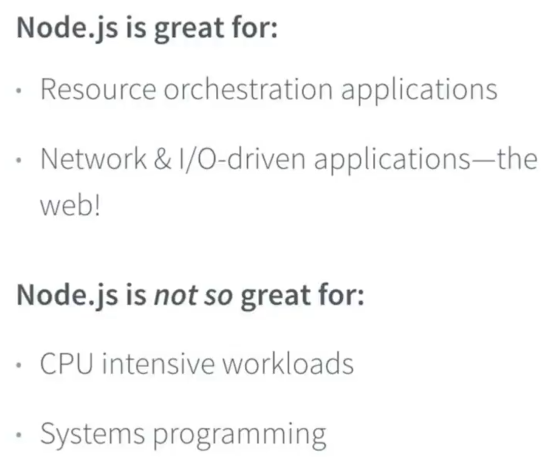 Node.js is great for:
• Resource orchestration applications
• Network & I/O-driven applications—the
web!
Node.js is not so great for:
• CPU intensive workloads
• Systems programming